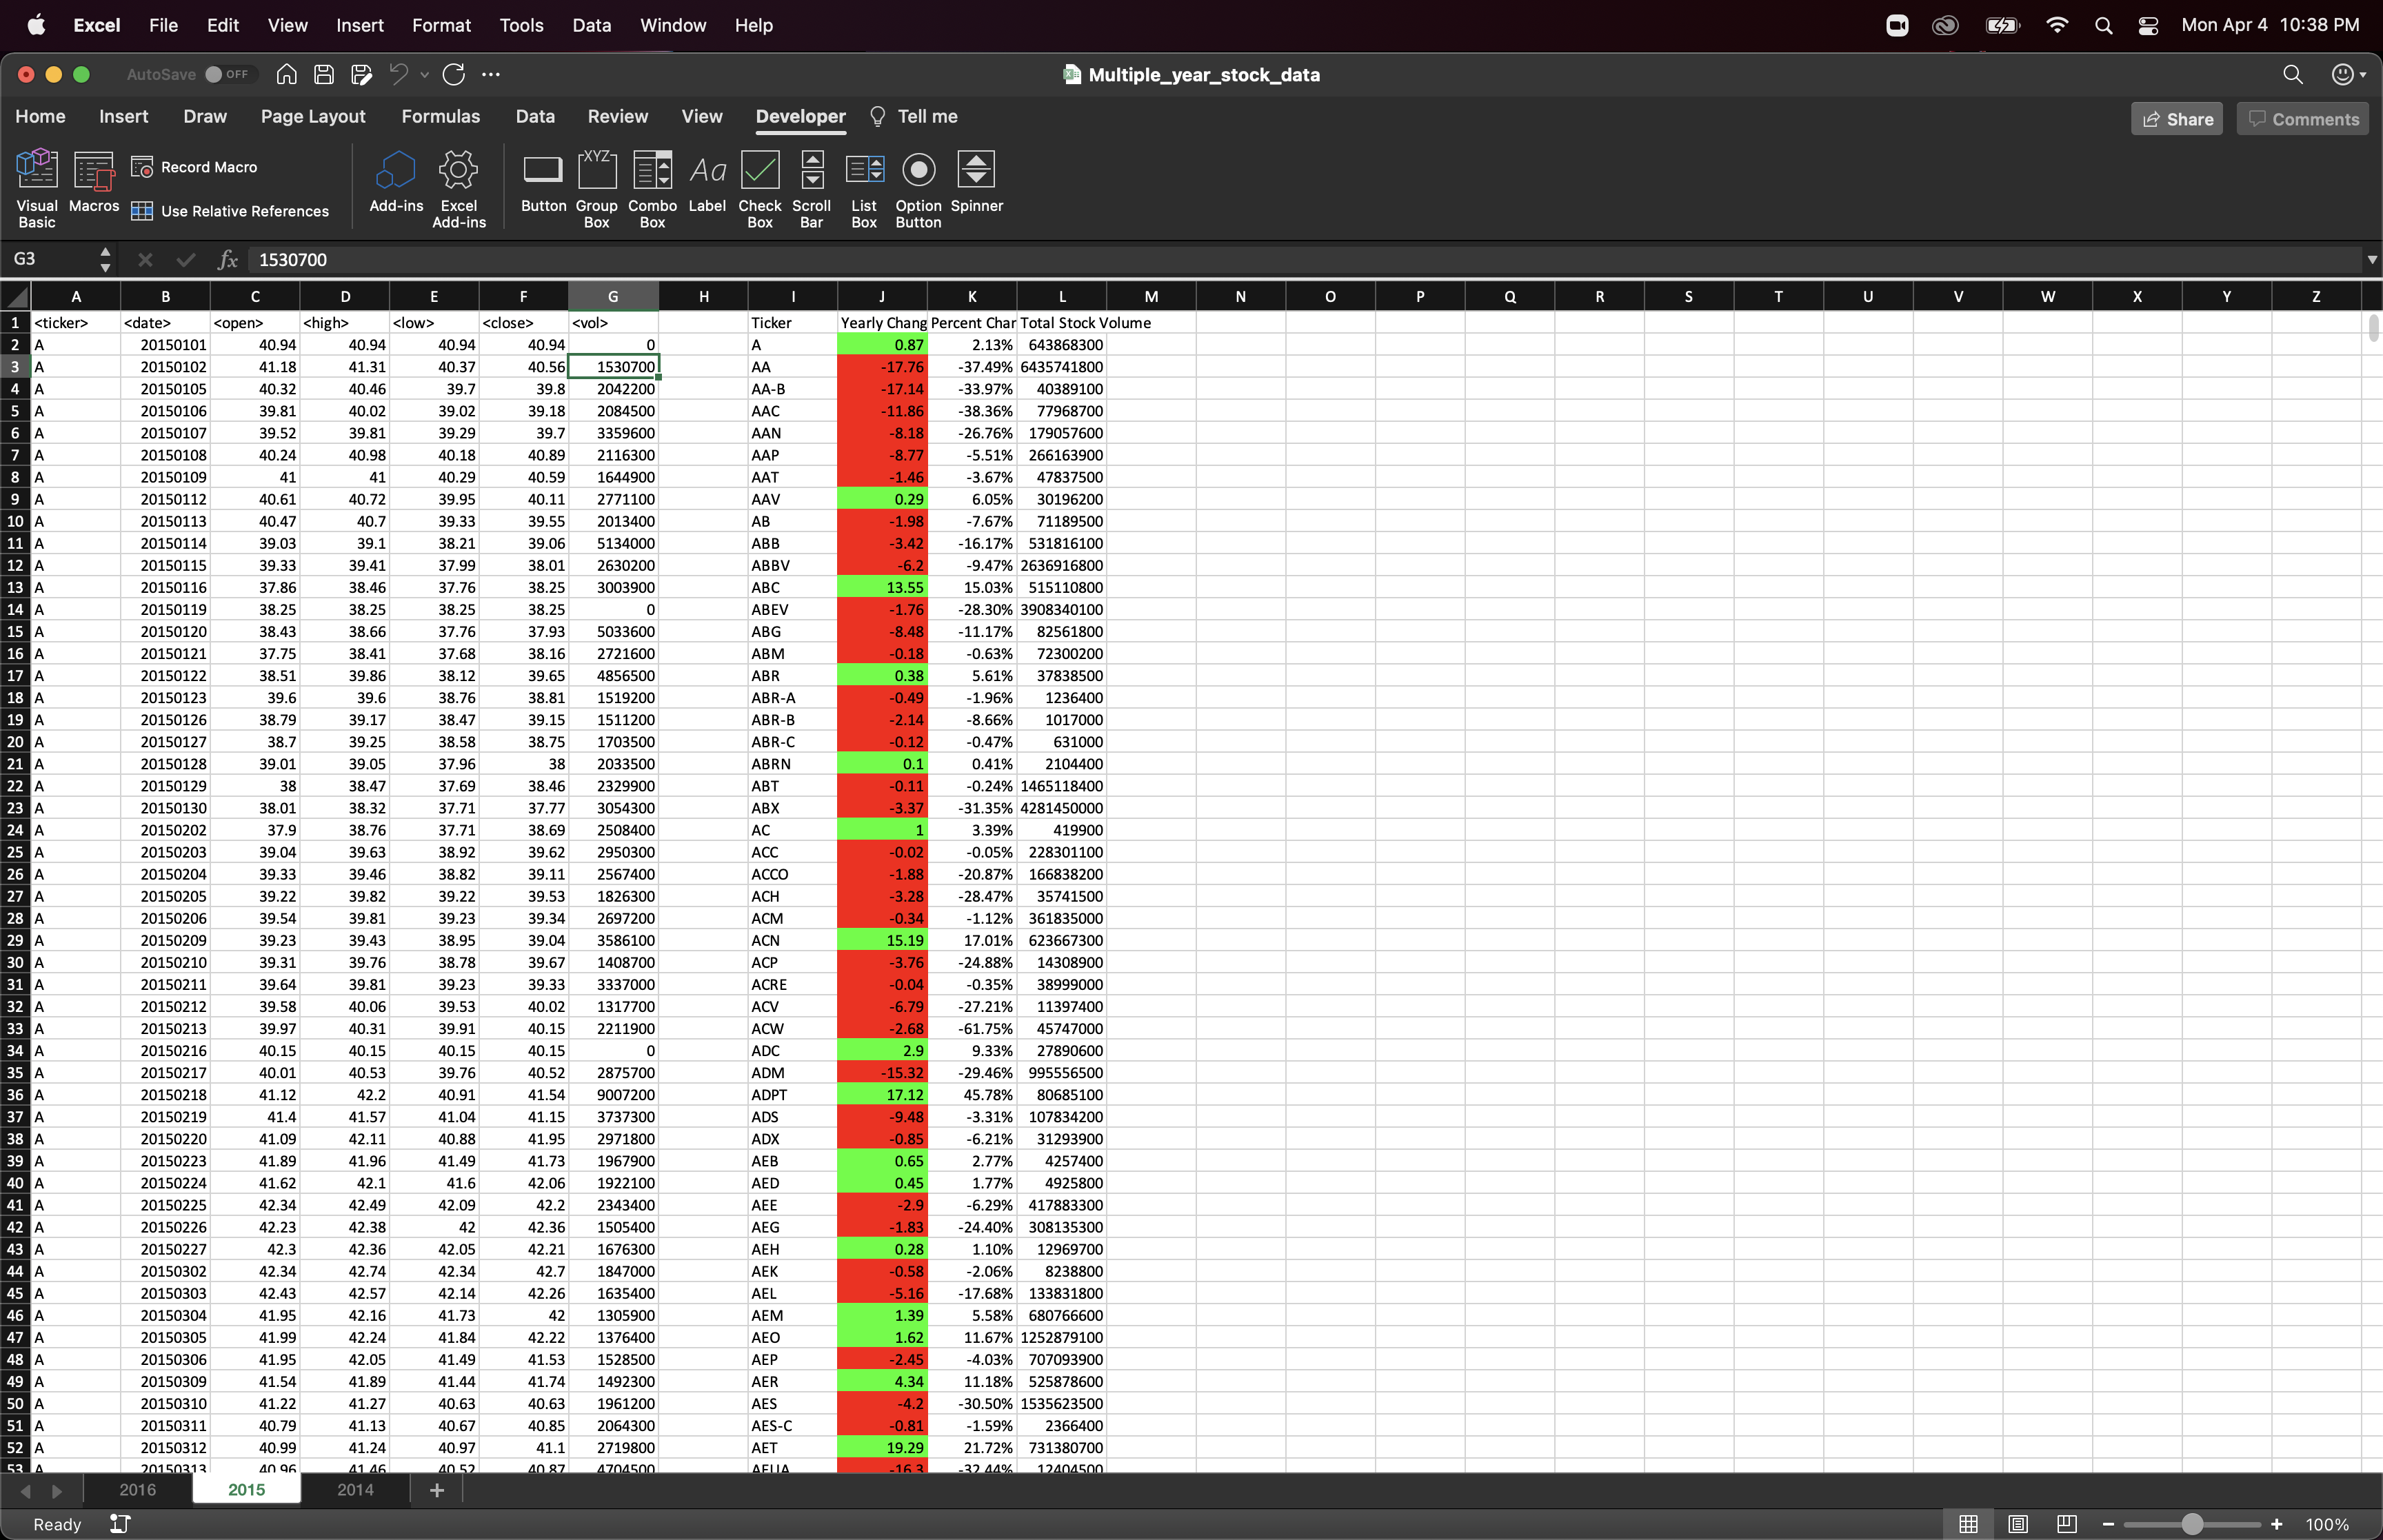 Excel File Edit View Insert Format Tools Data Window Help Mon Apr 4 10:38 PM
AutoSave OFF Multiple_year_stock_data
Home Insert Draw Page Layout Formulas Data Review View Developer Tell me Share Comments
Visual Basic Macros Record Macro Use Relative References Add-ins Excel Add-ins Button Group Box Combo Box Label Check Box Scroll Bar List Box Option Button Spinner
G3 fx 1530700
A B C D E F G H I J K L M N O P Q R S T U V W X Y Z
1 <ticker> <date> <open> <high> <low> <close> <vol> Ticker Yearly Chang Percent Char Total Stock Volume
2 A 20150101 40.94 40.94 40.94 40.94 0 A 0.87 2.13% 643868300
3 A 20150102 41.18 41.31 40.37 40.56 1530700 AA -17.76 -37.49% 6435741800
4 A 20150105 40.32 40.46 39.7 39.8 2042200 AA-B -17.14 -33.97% 40389100
5 A 20150106 39.81 40.02 39.02 39.18 2084500 AAC -11.86 -38.36% 77968700
6 A 20150107 39.52 39.81 39.29 39.7 3359600 AAN -8.18 -26.76% 179057600
7 A 20150108 40.24 40.98 40.18 40.89 2116300 AAP -8.77 -5.51% 266163900
8 A 20150109 41 41 40.29 40.59 1644900 AAT -1.46 -3.67% 47837500
9 A 20150112 40.61 40.72 39.95 40.11 2771100 AAV 0.29 6.05% 30196200
10 A 20150113 40.47 40.7 39.33 39.55 2013400 AB -1.98 -7.67% 71189500
11 A 20150114 39.03 39.1 38.21 39.06 5134000 ABB -3.42 -16.17% 531816100
12 A 20150115 39.33 39.41 37.99 38.01 2630200 ABBV -6.2 -9.47% 2636916800
13 A 20150116 37.86 38.46 37.76 38.25 3003900 ABC 13.55 15.03% 515110800
14 A 20150119 38.25 38.25 38.25 38.25 0 ABEV -1.76 -28.30% 3908340100
15 A 20150120 38.43 38.66 37.76 37.93 5033600 ABG -8.48 -11.17% 82561800
16 A 20150121 37.75 38.41 37.68 38.16 2721600 ABM -0.18 -0.63% 72300200
17 A 20150122 38.51 39.86 38.12 39.65 4856500 ABR 0.38 5.61% 37838500
18 A 20150123 39.6 39.6 38.76 38.81 1519200 ABR-A -0.49 -1.96% 1236400
19 A 20150126 38.79 39.17 38.47 39.15 1511200 ABR-B -2.14 -8.66% 1017000
20 A 20150127 38.7 39.25 38.58 38.75 1703500 ABR-C -0.12 -0.47% 631000
21 A 20150128 39.01 39.05 37.96 38 2033500 ABRN 0.1 0.41% 2104400
22 A 20150129 38 38.47 37.69 38.46 2329900 ABT -0.11 -0.24% 1465118400
23 A 20150130 38.01 38.32 37.71 37.77 3054300 ABX -3.37 -31.35% 4281450000
24 A 20150202 37.9 38.76 37.71 38.69 2508400 AC 1 3.39% 419900
25 A 20150203 39.04 39.63 38.92 39.62 2950300 ACC -0.02 -0.05% 228301100
26 A 20150204 39.33 39.46 38.82 39.11 2567400 ACCO -1.88 -20.87% 166838200
27 A 20150205 39.22 39.82 39.22 39.53 1826300 ACH -3.28 -28.47% 35741500
28 A 20150206 39.54 39.81 39.23 39.34 2697200 ACM -0.34 -1.12% 361835000
29 A 20150209 39.23 39.43 38.95 39.04 3586100 ACN 15.19 17.01% 623667300
30 A 20150210 39.31 39.76 38.78 39.67 1408700 ACP -3.76 -24.88% 14308900
31 A 20150211 39.64 39.81 39.23 39.33 3337000 ACRE -0.04 -0.35% 38999000
32 A 20150212 39.58 40.06 39.53 40.02 1317700 ACV -6.79 -27.21% 11397400
33 A 20150213 39.97 40.31 39.91 40.15 2211900 ACW -2.68 -61.75% 45747000
34 A 20150216 40.15 40.15 40.15 40.15 0 ADC 2.9 9.33% 27890600
35 A 20150217 40.01 40.53 39.76 40.52 2875700 ADM -15.32 -29.46% 995556500
36 A 20150218 41.12 42.2 40.91 41.54 9007200 ADPT 17.12 45.78% 80685100
37 A 20150219 41.4 41.57 41.04 41.15 3737300 ADS -9.48 -3.31% 107834200
38 A 20150220 41.09 42.11 40.88 41.95 2971800 ADX -0.85 -6.21% 31293900
39 A 20150223 41.89 41.96 41.49 41.73 1967900 AEB 0.65 2.77% 4257400
40 A 20150224 41.62 42.1 41.6 42.06 1922100 AED 0.45 1.77% 4925800
41 A 20150225 42.34 42.49 42.09 42.2 2343400 AEE -2.9 -6.29% 417883300
42 A 20150226 42.23 42.38 42 42.36 1505400 AEG -1.83 -24.40% 308135300
43 A 20150227 42.3 42.36 42.05 42.21 1676300 AEH 0.28 1.10% 12969700
44 A 20150302 42.34 42.74 42.34 42.7 1847000 AEK -0.58 -2.06% 8238800
45 A 20150303 42.43 42.57 42.14 42.26 1635400 AEL -5.16 -17.68% 133831800
46 A 20150304 41.95 42.16 41.73 42 1305900 AEM 1.39 5.58% 680766600
47 A 20150305 41.99 42.24 41.84 42.22 1376400 AEO 1.62 11.67% 1252879100
48 A 20150306 41.95 42.05 41.49 41.53 1528500 AEP -2.45 -4.03% 707093900
49 A 20150309 41.54 41.89 41.44 41.74 1492300 AER 4.34 11.18% 525878600
50 A 20150310 41.22 41.27 40.63 40.63 1961200 AES -4.2 -30.50% 1535623500
51 A 20150311 40.79 41.13 40.67 40.85 2064300 AES-C -0.81 -1.59% 2366400
52 A 20150312 40.99 41.24 40.97 41.1 2719800 AET 19.29 21.72% 731380700
53 A 20150313 40.96 41.46 40.52 40.87 4704500 AEUA -16.3 -32.44% 12404500
2016 2015 2014
Ready 100%